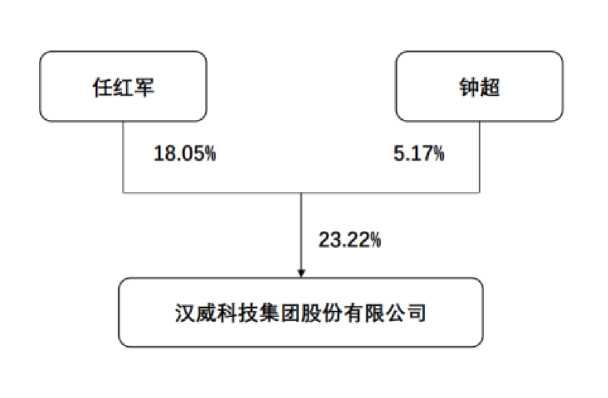 任红军
钟超
18.05%
5.17%
23.22%
汉威科技集团股份有限公司